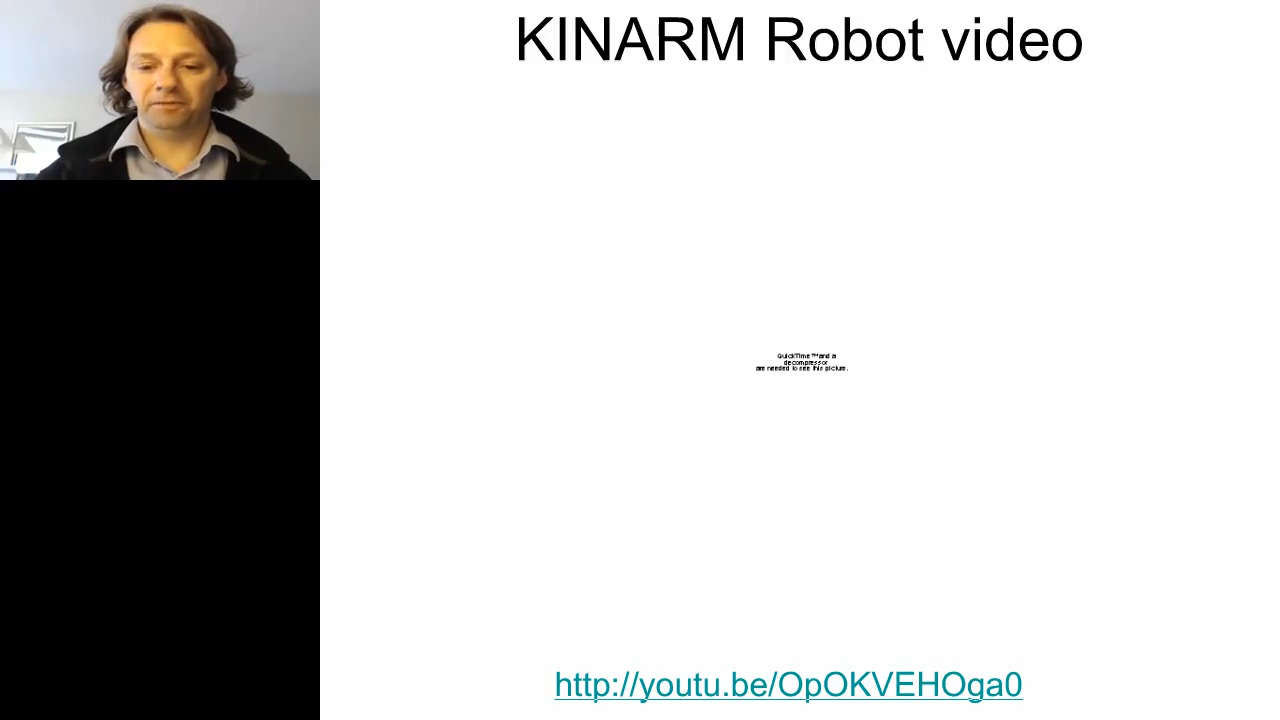 KINARM Robot video
QuickTime™ and a
decompressor
are needed to see this picture.
http://youtu.be/OpOKVEHOga0